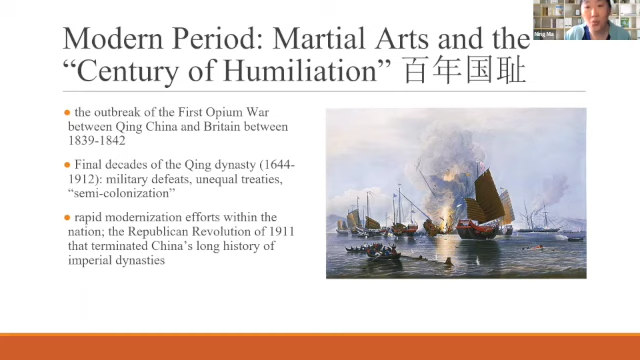 Modern Period: Martial Arts and the
“Century of Humiliation” 百年国耻
● the outbreak of the First Opium War
between Qing China and Britain between
1839-1842
● Final decades of the Qing dynasty (1644-
1912): military defeats, unequal treaties,
“semi-colonization”
● rapid modernization efforts within the
nation; the Republican Revolution of 1911
that terminated China’s long history of
imperial dynasties
Ning Ma